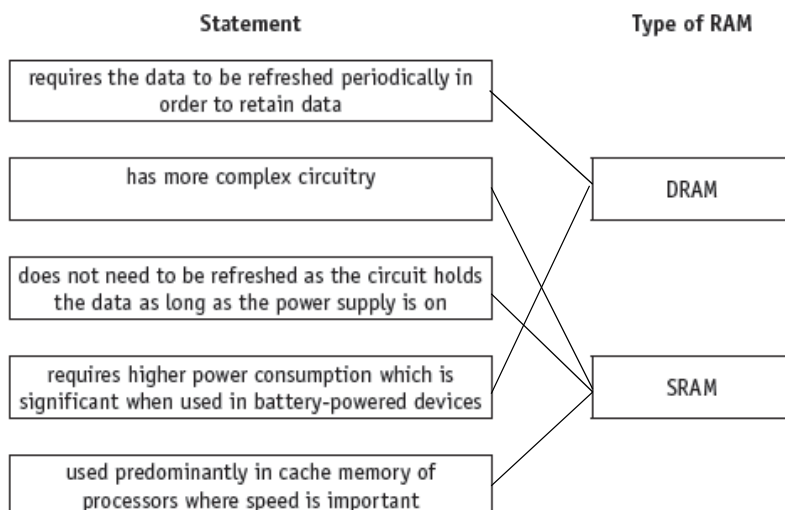 Statement
Type of RAM
requires the data to be refreshed periodically in
order to retain data
has more complex circuitry
DRAM
does not need to be refreshed as the circuit holds
the data as long as the power supply is on
requires higher power consumption which is
significant when used in battery-powered devices
SRAM
used predominantly in cache memory of
processors where speed is important